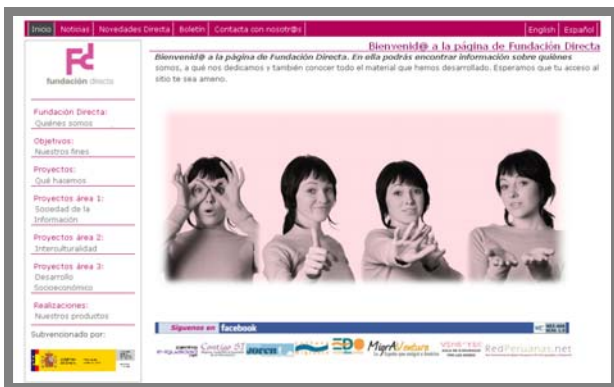 Inicio Noticias Novedades Directa Boletín Contacta con nosotr@s English Español
Bienvenid@ a la página de Fundación Directa
Bienvenid@ a la página de Fundación Directa. En ella podrás encontrar información sobre quiénes
somos, a qué nos dedicamos y también conocer todo el material que hemos desarrollado. Esperamos que tu acceso al
sitio te sea ameno.
fundación directa
Fundación Directa:
Quiénes somos
Objetivos:
Nuestros fines
Proyectos:
Qué hacemos
Proyectos área 1:
Sociedad de la
Información
Proyectos área 2:
Interculturalidad
Proyectos área 3:
Desarrollo
Socioeconómico
Realizaciones:
Nuestros productos
Subvencionado por:
Síguenos en facebook
centro e-igualdad Contigo SI MigrAventura RedPeruanas.net